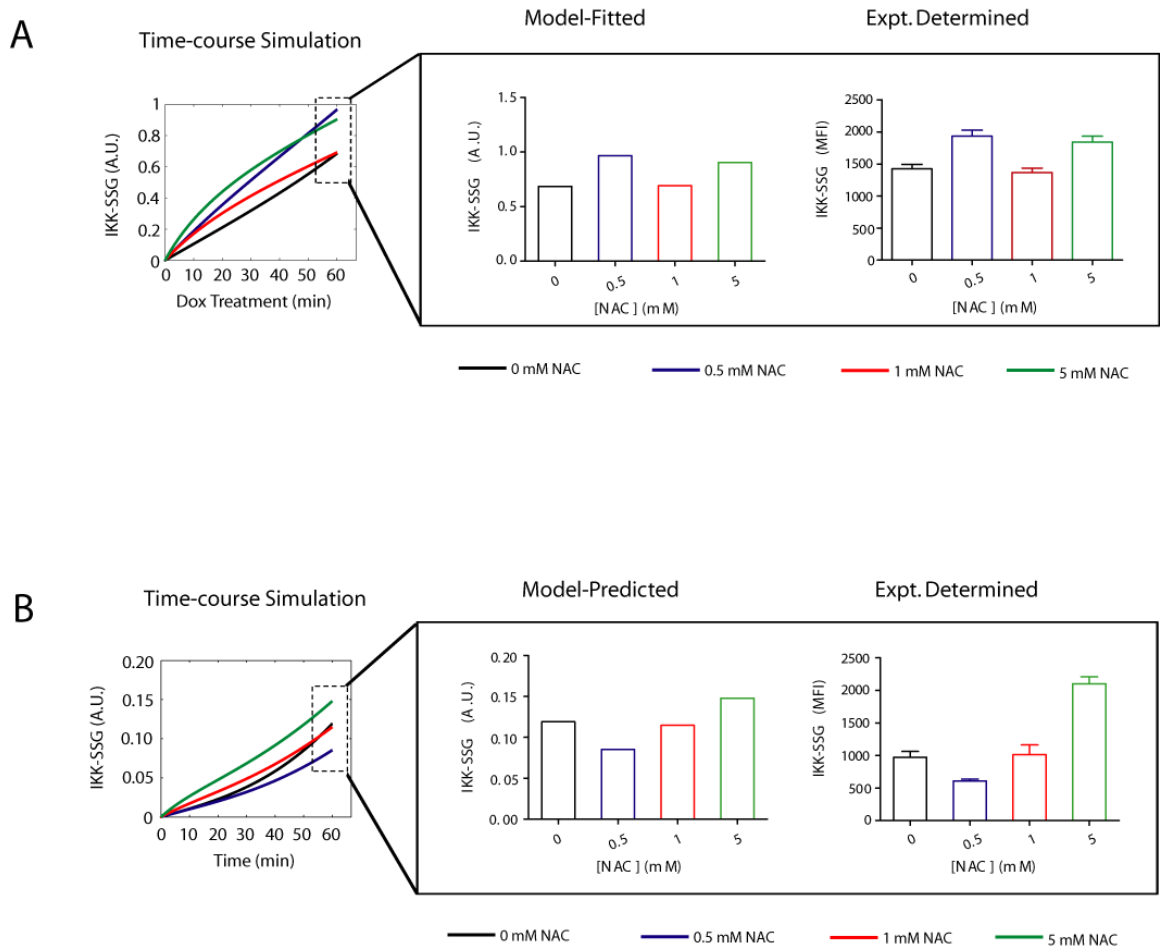 A
Time-course Simulation
Model-Fitted
Expt. Determined
IKK-SSG (A.U.)
1
0.8
0.6
0.4
0.2
0
0 10 20 30 40 50 60
Dox Treatment (min)
IKK-SSG (A.U.)
1.5
1.0
0.5
0.0
0 0.5 1 5
[NAC ] (mM)
IKK-SSG (MFI)
2500
2000
1500
1000
500
0
0 0.5 1 5
[NAC ] (mM)
0 mM NAC 0.5 mM NAC 1 mM NAC 5 mM NAC
B
Time-course Simulation
Model-Predicted
Expt. Determined
IKK-SSG (A.U.)
0.20
0.15
0.10
0.05
0
0 10 20 30 40 50 60
Time (min)
IKK-SSG (A.U.)
0.20
0.15
0.10
0.05
0.00
0 0.5 1 5
[NAC ] (mM)
IKK-SSG (MFI)
2500
2000
1500
1000
500
0
0 0.5 1 5
[NAC ] (mM)
0 mM NAC 0.5 mM NAC 1 mM NAC 5 mM NAC